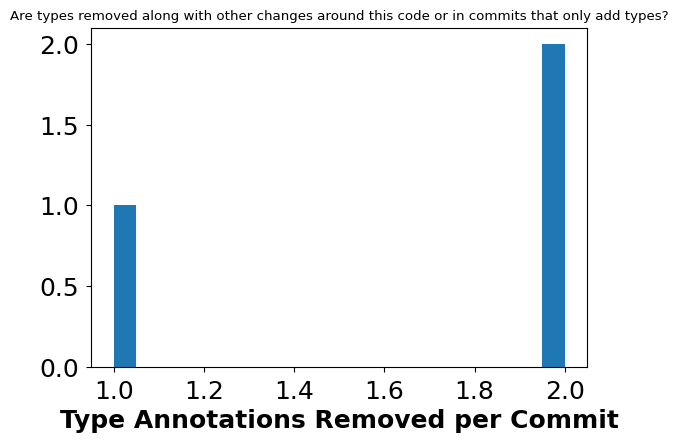 Are types removed along with other changes around this code or in commits that only add types?
2.0
1.5
1.0
0.5
0.0
1.0 1.2 1.4 1.6 1.8 2.0
Type Annotations Removed per Commit